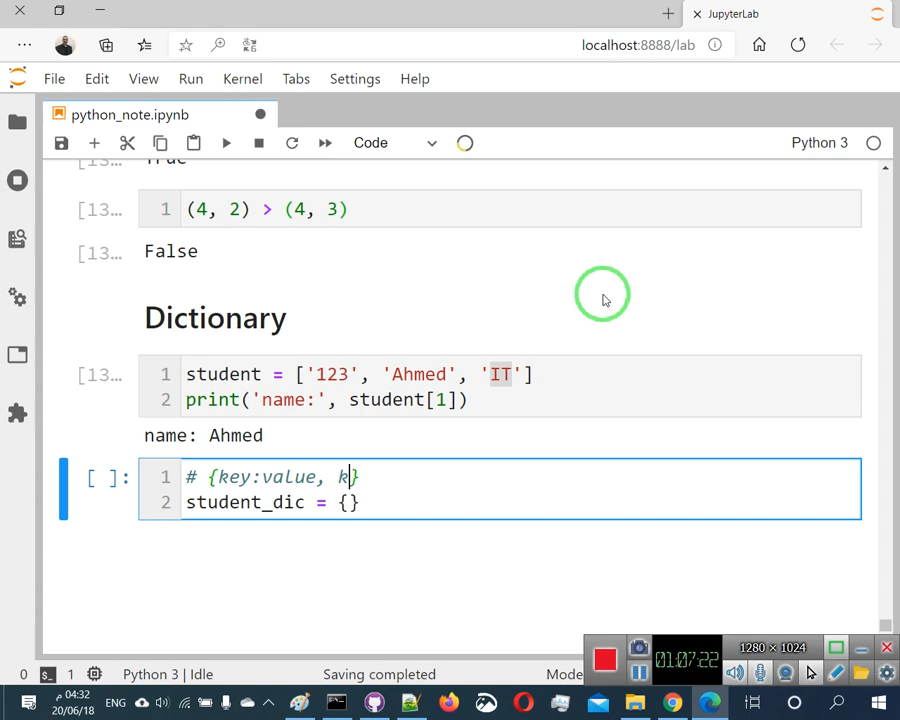 JupyterLab
localhost:8888/lab
File Edit View Run Kernel Tabs Settings Help
python_note.ipynb
Code Python 3
[13… True
[13… 1 (4, 2) > (4, 3)
[13… False
Dictionary
[13… 1 student = ['123', 'Ahmed', 'IT']
2 print('name:', student[1])
name: Ahmed
[ ]: 1 # {key:value, k}
2 student_dic = {}
01:07:22
1280 × 1024
0 $_ 1 Python 3 | Idle Saving completed Mode
04:32 م ENG
20/06/18